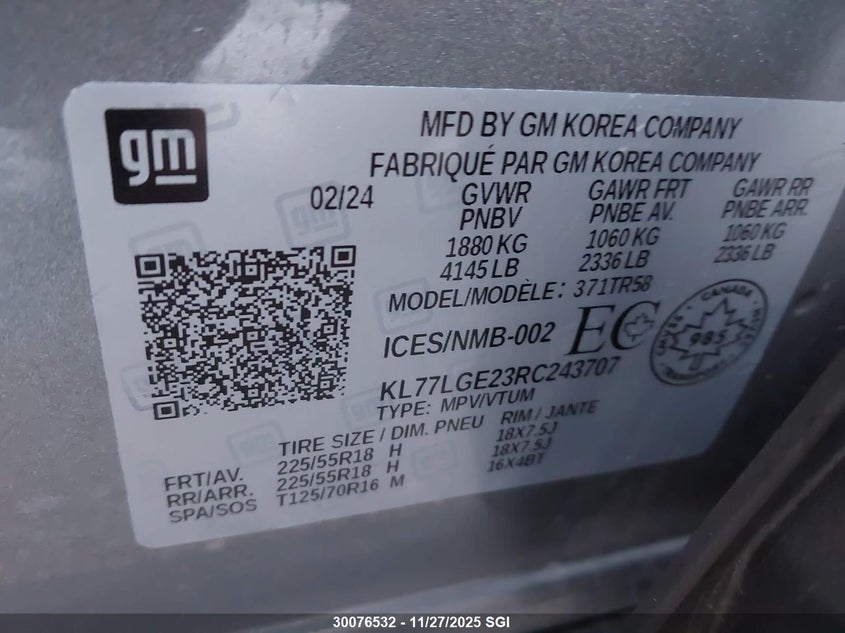 gm
MFD BY GM KOREA COMPANY
FABRIQUÉ PAR GM KOREA COMPANY
02/24 GVWR GAWR FRT GAWR RR
PNBV PNBE AV. PNBE ARR.
1880 KG 1060 KG 1060 KG
4145 LB 2336 LB 2336 LB
MODEL/MODÈLE: 371TR58
ICES/NMB-002 EC
CANADA
985
TRANSPORT
KL77LGE23RC243707
TYPE: MPV/VTUM
TIRE SIZE / DIM. PNEU RIM / JANTE
FRT/AV. 225/55R18 H 18X7.5J
RR/ARR. 225/55R18 H 18X7.5J
SPA/SOS T125/70R16 M 16X4BT
30076532 - 11/27/2025 SGI